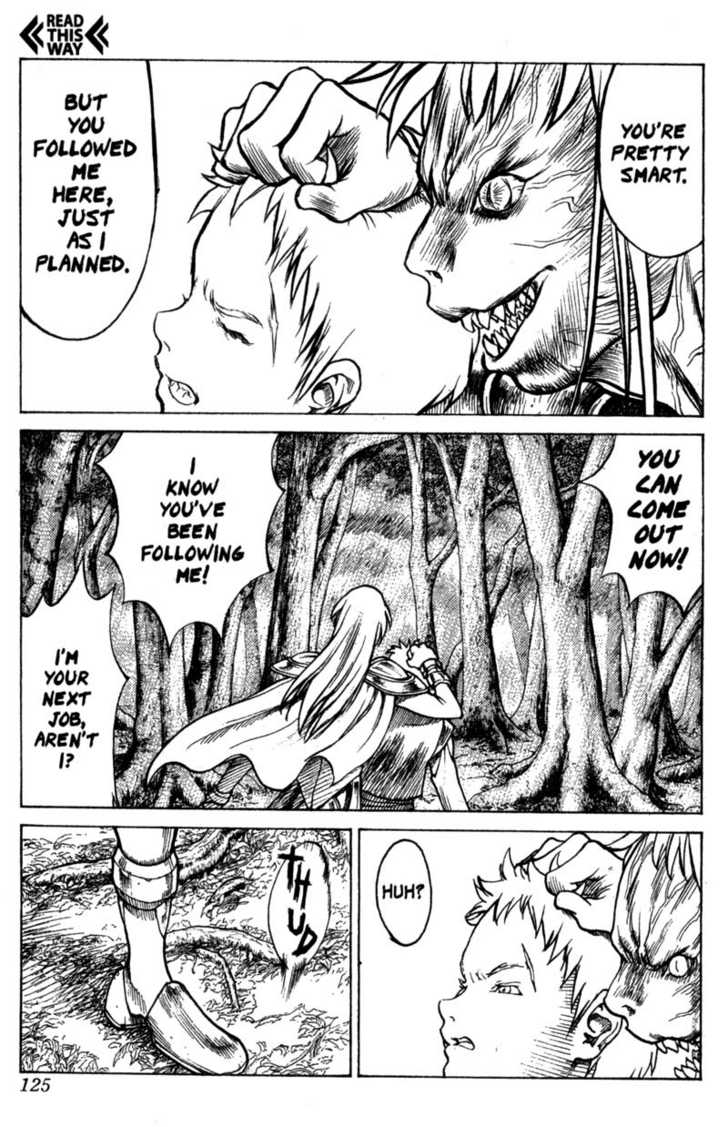 READ
THIS
WAY
YOU'RE
PRETTY
SMART.
BUT
YOU
FOLLOWED
ME
HERE,
JUST
AS I
PLANNED.
YOU
CAN
COME
OUT
NOW!
I
KNOW
YOU'VE
BEEN
FOLLOWING
ME!
I'M
YOUR
NEXT
JOB,
AREN'T
I?
HUH?
THUD
125